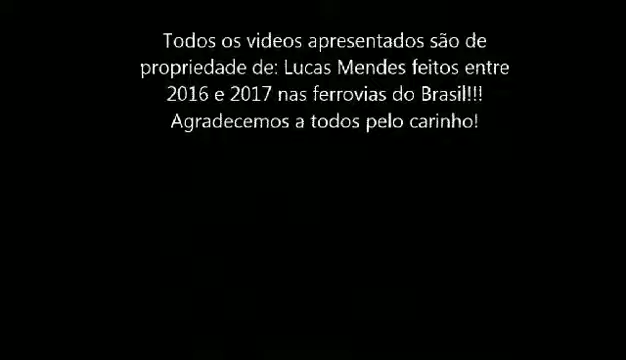 Todos os videos apresentados são de
propriedade de: Lucas Mendes feitos entre
2016 e 2017 nas ferrovias do Brasil!!!
Agradecemos a todos pelo carinho!